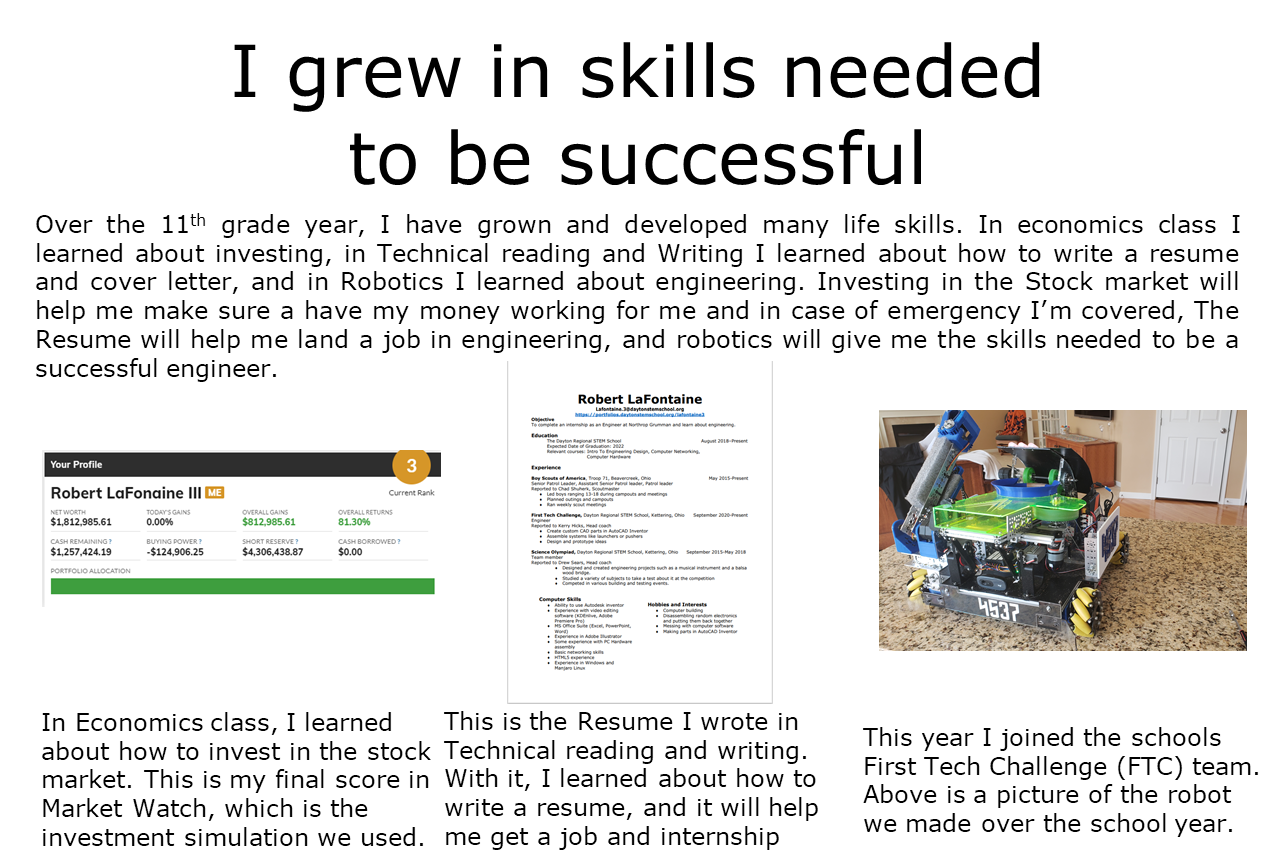 I grew in skills needed
to be successful
Over the 11th grade year, I have grown and developed many life skills. In economics class I
learned about investing, in Technical reading and Writing I learned about how to write a resume
and cover letter, and in Robotics I learned about engineering. Investing in the Stock market will
help me make sure a have my money working for me and in case of emergency I’m covered, The
Resume will help me land a job in engineering, and robotics will give me the skills needed to be a
successful engineer.
Your Profile
3
Robert LaFonaine III ME
Current Rank
NET WORTH TODAY'S GAINS OVERALL GAINS OVERALL RETURNS
$1,812,985.61 0.00% $812,985.61 81.30%
CASH REMAINING ? BUYING POWER ? SHORT RESERVE ? CASH BORROWED ?
$1,257,424.19 -$124,906.25 $4,306,438.87 $0.00
PORTFOLIO ALLOCATION
In Economics class, I learned
about how to invest in the stock
market. This is my final score in
Market Watch, which is the
investment simulation we used.
Robert LaFontaine
Lafontaine.3@daytonstemschool.org
https://portfolios.daytonstemschool.org/lafontaine3
Objective
To complete an internship as an Engineer at Northrop Grumman and learn about engineering.
Education
The Dayton Regional STEM School August 2018-Present
Expected Date of Graduation: 2022
Relevant courses: Intro To Engineering Design, Computer Networking,
Computer Hardware
Experience
Boy Scouts of America, Troop 71, Beavercreek, Ohio May 2015-Present
Senior Patrol Leader, Assistant Senior Patrol leader, Patrol leader
Reported to Chad Shuherk, Scoutmaster
● Led boys ranging 13-18 during campouts and meetings
● Planned outings and campouts
● Ran weekly scout meetings
First Tech Challenge, Dayton Regional STEM School, Kettering, Ohio September 2020-Present
Engineer
Reported to Kerry Hicks, Head coach
● Create custom CAD parts in AutoCAD Inventor
● Assemble systems like launchers or pushers
● Design and prototype ideas
Science Olympiad, Dayton Regional STEM School, Kettering, Ohio September 2015-May 2018
Team member
Reported to Drew Sears, Head coach
● Designed and created engineering projects such as a musical instrument and a balsa
wood bridge.
● Studied a variety of subjects to take a test about it at the competition
● Competed in various building and testing events.
Computer Skills
● Ability to use Autodesk inventor
● Experience with video editing
software (KDEnlive, Adobe
Premiere Pro)
● MS Office Suite (Excel, PowerPoint,
Word)
● Experience in Adobe Illustrator
● Some experience with PC Hardware
assembly
● Basic networking skills
● HTML5 experience
● Experience in Windows and
Manjaro Linux
Hobbies and Interests
● Computer building
● Disassembling random electronics
and putting them back together
● Messing with computer software
● Making parts in AutoCAD Inventor
This is the Resume I wrote in
Technical reading and writing.
With it, I learned about how to
write a resume, and it will help
me get a job and internship
4537
This year I joined the schools
First Tech Challenge (FTC) team.
Above is a picture of the robot
we made over the school year.